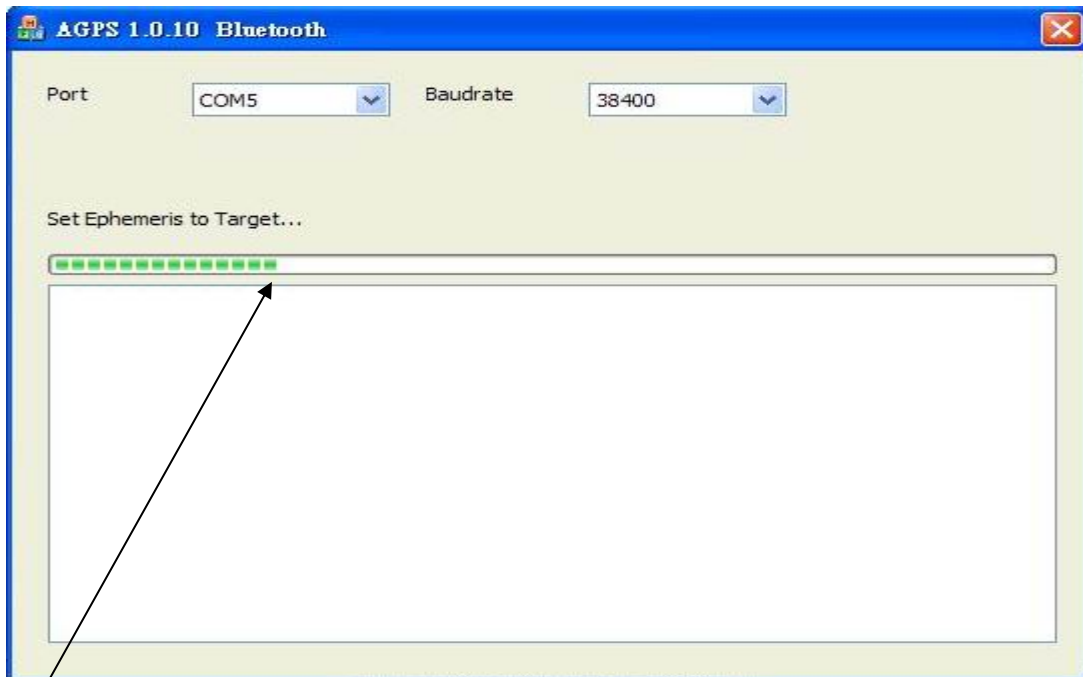 AGPS 1.0.10 Bluetooth
Port COM5 Baudrate 38400
Set Ephemeris to Target...